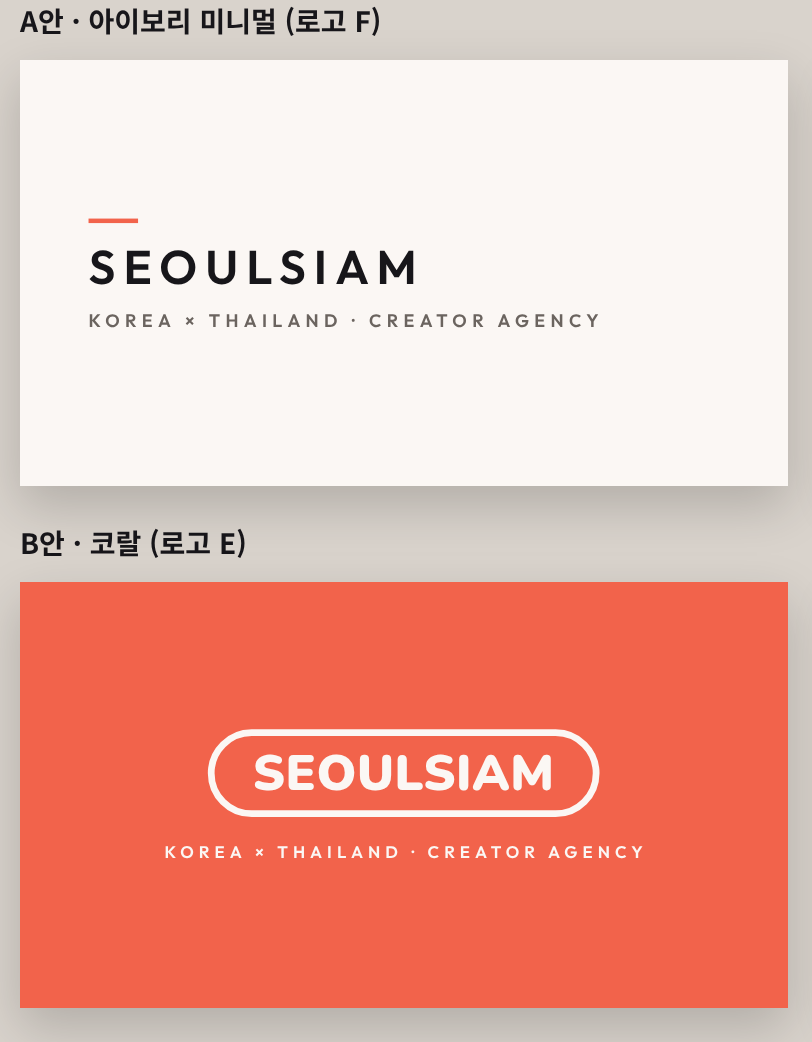 A안 · 아이보리 미니멀 (로고 F)
SEOULSIAM
KOREA × THAILAND · CREATOR AGENCY
B안 · 코랄 (로고 E)
SEOULSIAM
KOREA × THAILAND · CREATOR AGENCY